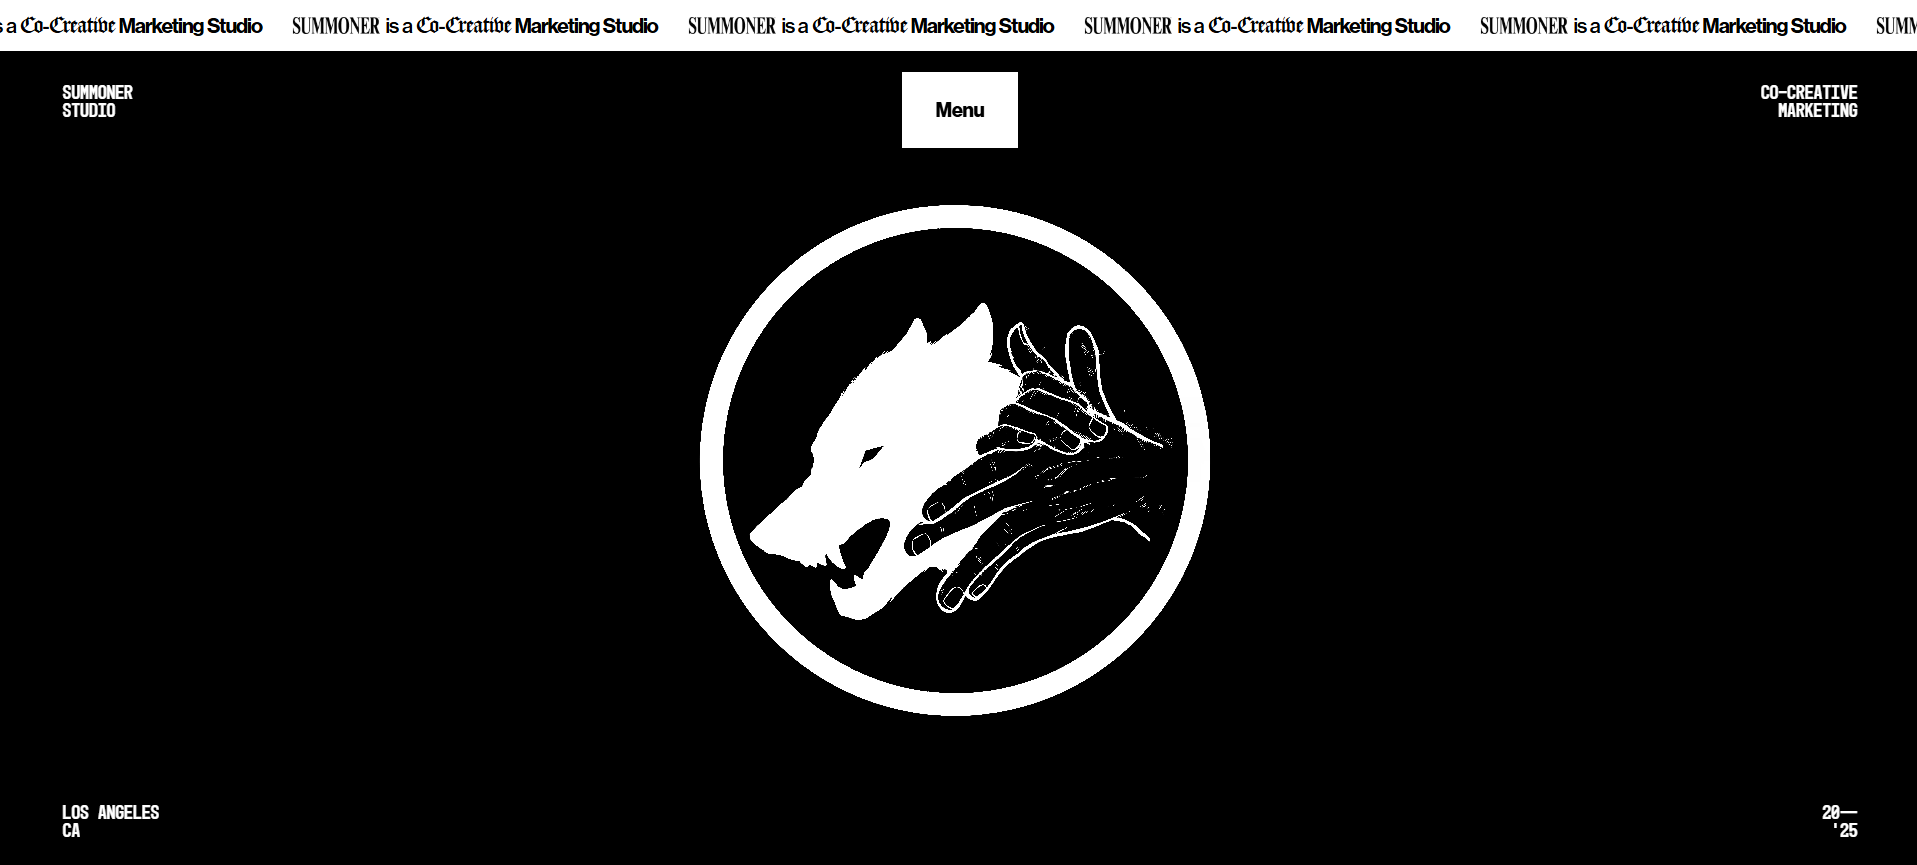 s a Co-Creative Marketing Studio SUMMONER is a Co-Creative Marketing Studio SUMMONER is a Co-Creative Marketing Studio SUMMONER is a Co-Creative Marketing Studio SUMMONER is a Co-Creative Marketing Studio SUMM
SUMMONER
STUDIO
Menu
CO-CREATIVE
MARKETING
LOS ANGELES
CA
20—
'25